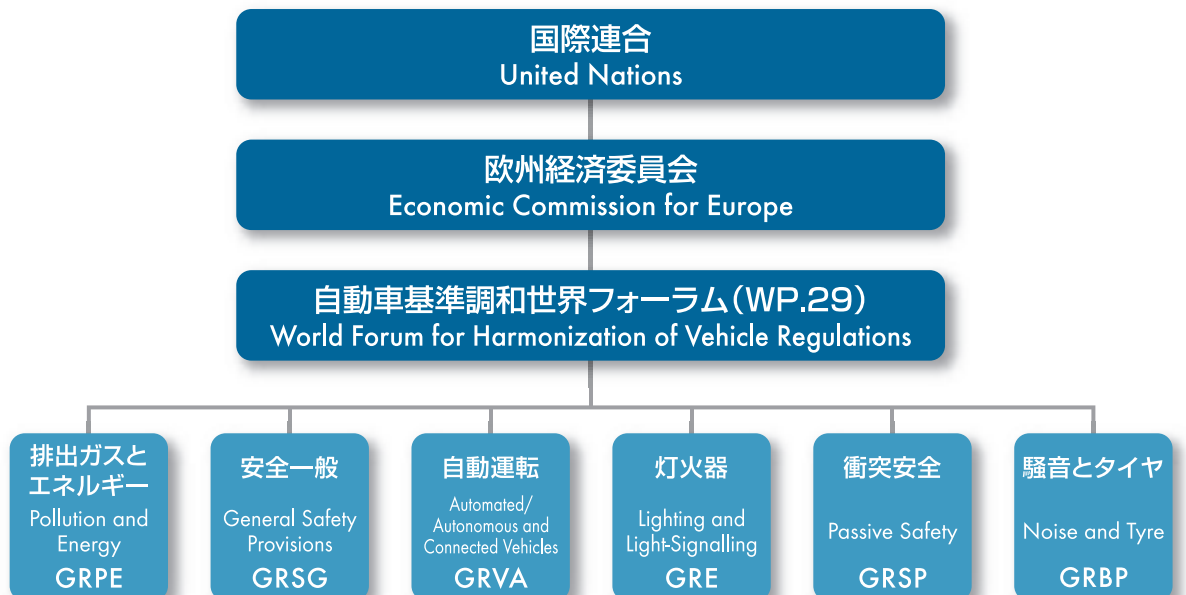 国際連合
United Nations
欧州経済委員会
Economic Commission for Europe
自動車基準調和世界フォーラム(WP.29)
World Forum for Harmonization of Vehicle Regulations
排出ガスと
エネルギー
Pollution and
Energy
GRPE
安全一般
General Safety
Provisions
GRSG
自動運転
Automated/
Autonomous and
Connected Vehicles
GRVA
灯火器
Lighting and
Light-Signalling
GRE
衝突安全
Passive Safety
GRSP
騒音とタイヤ
Noise and Tyre
GRBP